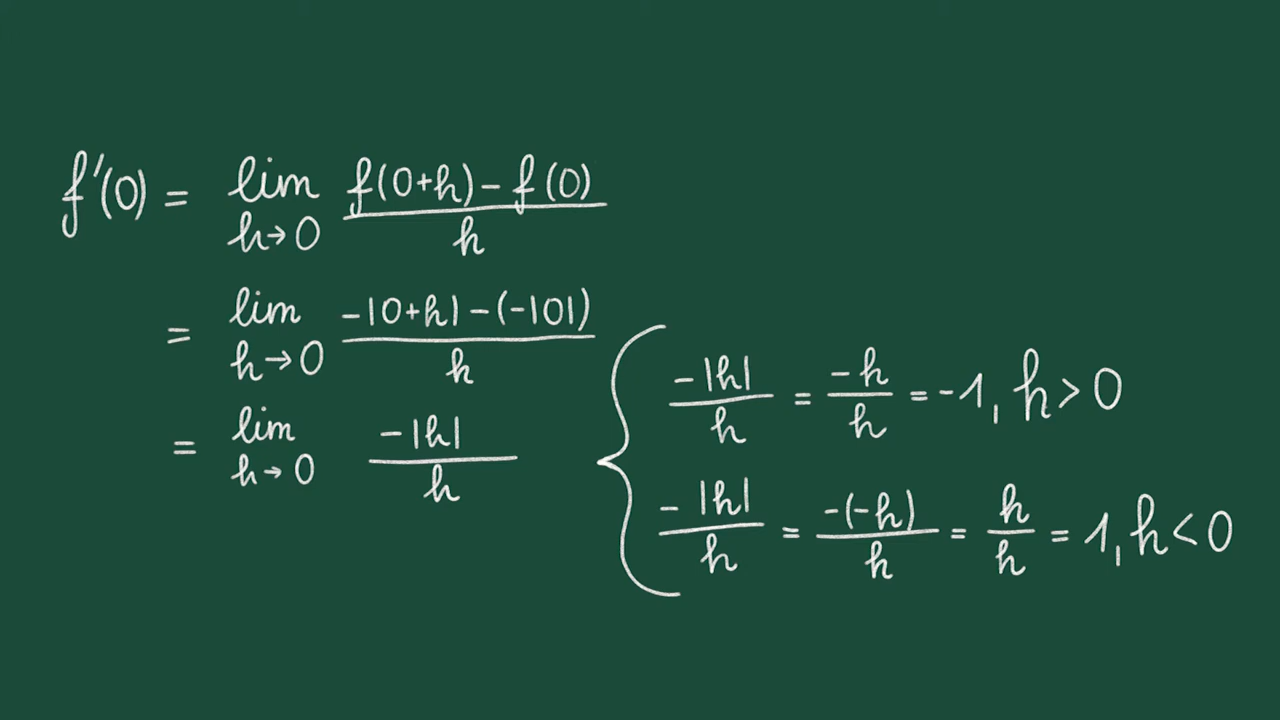 f'(0) = lim h→0 f(0+h) - f(0) / h
= lim h→0 -|0+h| - (-|0|) / h
= lim h→0 -|h| / h
-|h| / h = -h / h = -1, h > 0
-|h| / h = -(-h) / h = h / h = 1, h < 0